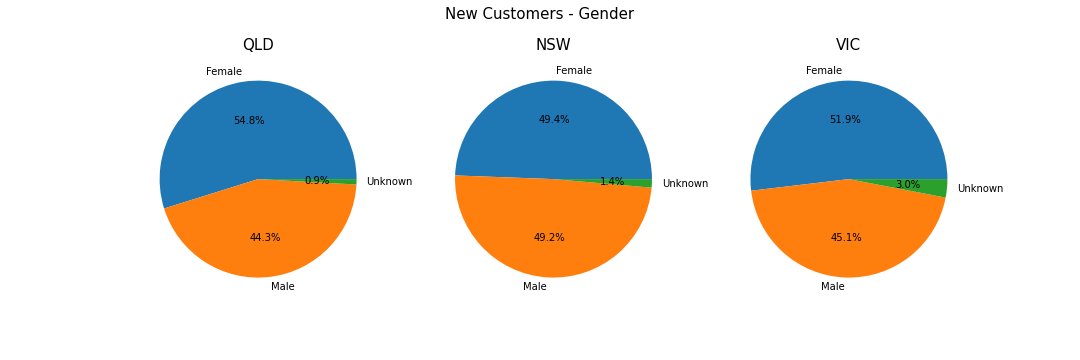 New Customers - Gender
QLD
Female
54.8%
0.9%
Unknown
44.3%
Male
NSW
Female
49.4%
1.4%
Unknown
49.2%
Male
VIC
Female
51.9%
3.0%
Unknown
45.1%
Male